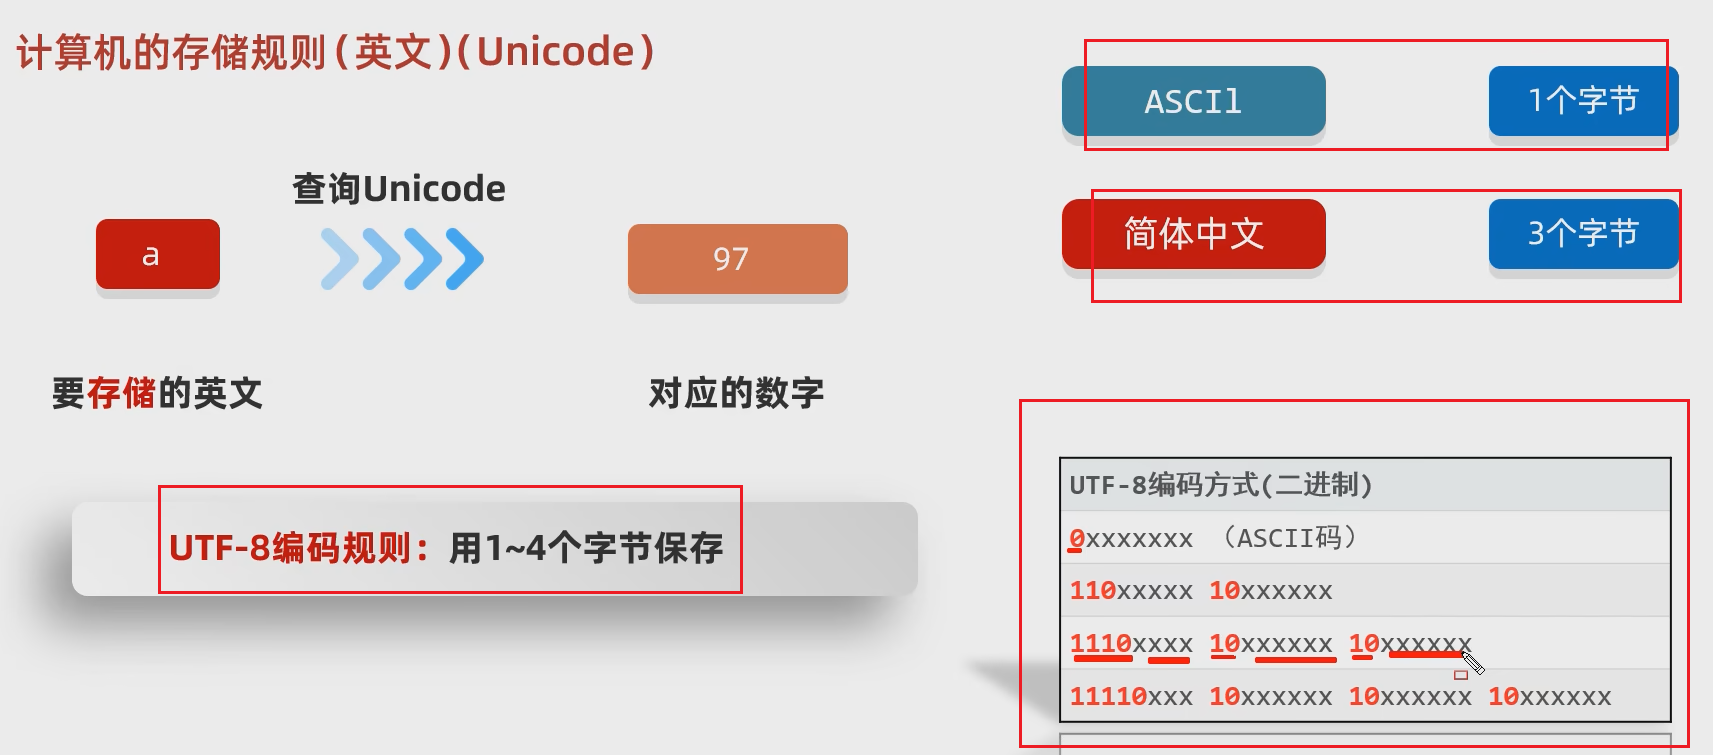 计算机的存储规则(英文)(Unicode)
ASCIl
1个字节
查询Unicode
简体中文
3个字节
a
97
要存储的英文
对应的数字
UTF-8编码规则：用1~4个字节保存
UTF-8编码方式(二进制)
0xxxxxxx （ASCII码）
110xxxxx 10xxxxxx
1110xxxx 10xxxxxx 10xxxxxx
11110xxx 10xxxxxx 10xxxxxx 10xxxxxx